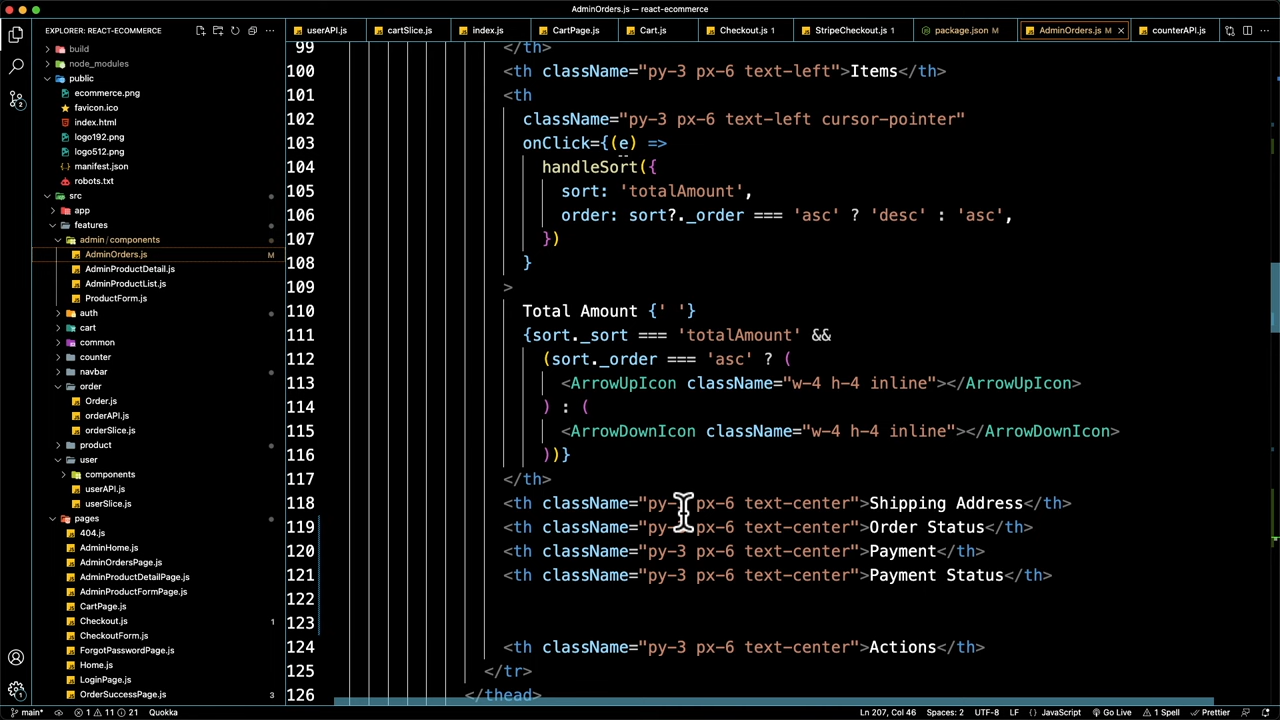 AdminOrders.js — react-ecommerce
EXPLORER: REACT-ECOMMERCE
userAPI.js
cartSlice.js
index.js
CartPage.js
Cart.js
Checkout.js 1
StripeCheckout.js 1
package.json M
AdminOrders.js M
counterAPI.js
build
node_modules
public
ecommerce.png
favicon.ico
index.html
logo192.png
logo512.png
manifest.json
robots.txt
src
app
features
admin/components
AdminOrders.js M
AdminProductDetail.js
AdminProductList.js
ProductForm.js
auth
cart
common
counter
navbar
order
Order.js
orderAPI.js
orderSlice.js
product
user
components
userAPI.js
userSlice.js
pages
404.js
AdminHome.js
AdminOrdersPage.js
AdminProductDetailPage.js
AdminProductFormPage.js
CartPage.js
Checkout.js 1
CheckoutForm.js
ForgotPasswordPage.js
Home.js
LoginPage.js
OrderSuccessPage.js 3
99 </th>
100 <th className="py-3 px-6 text-left">Items</th>
101 <th
102 className="py-3 px-6 text-left cursor-pointer"
103 onClick={(e) =>
104 handleSort({
105 sort: 'totalAmount',
106 order: sort?._order === 'asc' ? 'desc' : 'asc',
107 })
108 }
109 >
110 Total Amount {' '}
111 {sort._sort === 'totalAmount' &&
112 (sort._order === 'asc' ? (
113 <ArrowUpIcon className="w-4 h-4 inline"></ArrowUpIcon>
114 ) : (
115 <ArrowDownIcon className="w-4 h-4 inline"></ArrowDownIcon>
116 ))}
117 </th>
118 <th className="py-3 px-6 text-center">Shipping Address</th>
119 <th className="py-3 px-6 text-center">Order Status</th>
120 <th className="py-3 px-6 text-center">Payment</th>
121 <th className="py-3 px-6 text-center">Payment Status</th>
122
123
124 <th className="py-3 px-6 text-center">Actions</th>
125 </tr>
126 </thead>
main* 1 11 21 Quokka
Ln 207, Col 46 Spaces: 2 UTF-8 LF {} JavaScript Go Live 1 Spell Prettier